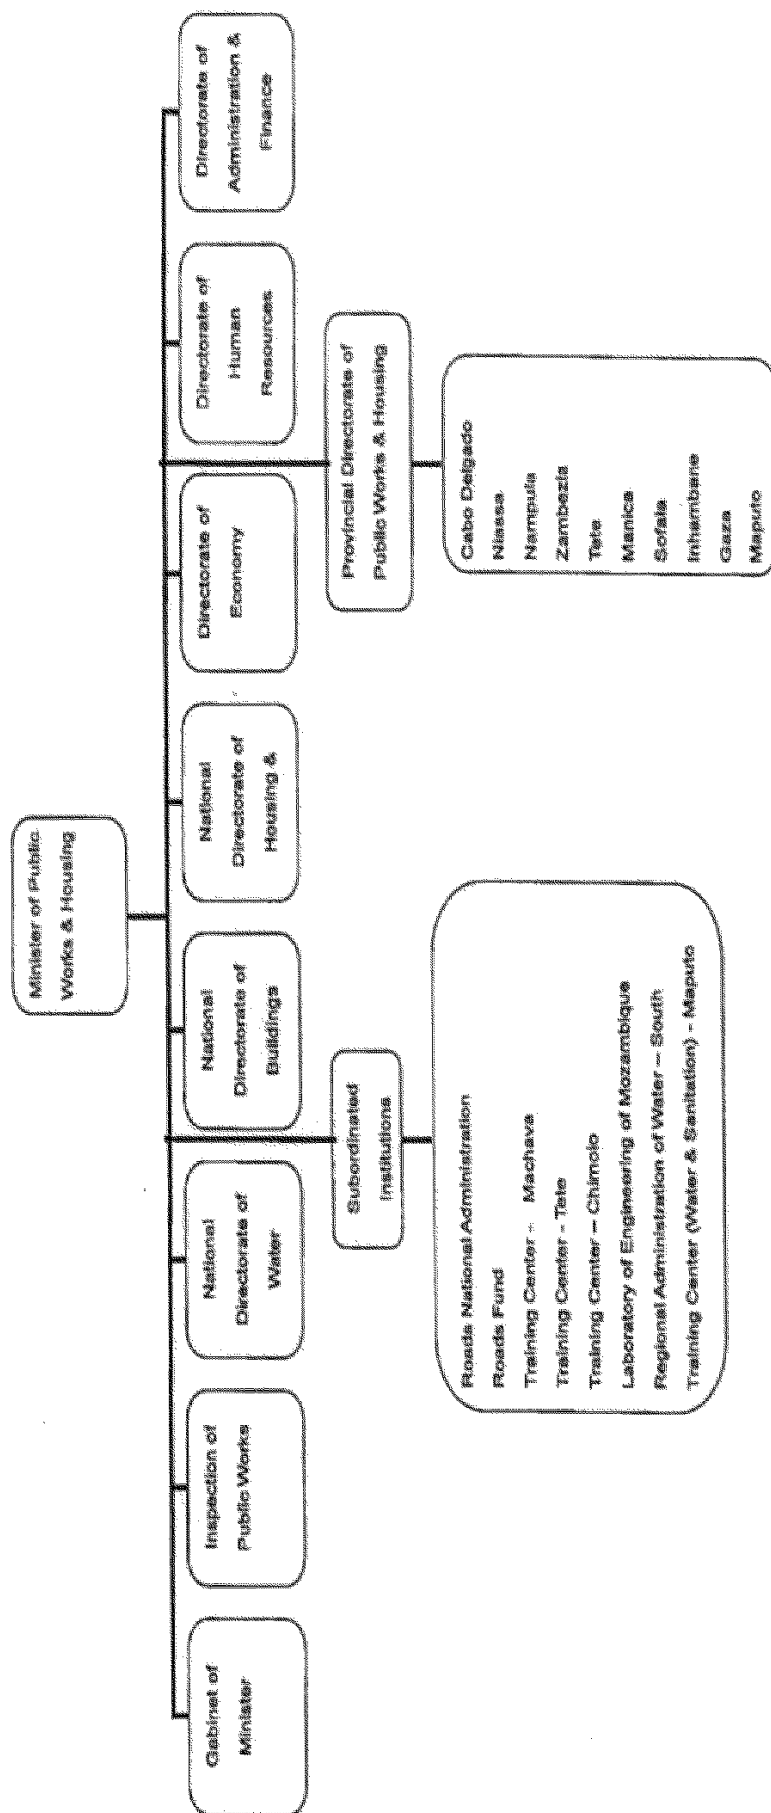 Minister of Public
Works & Housing
Gabinet of
Minister
Inspection of
Public Works
National
Directorate of
Water
National
Directorate of
Buildings
National
Directorate of
Housing &
Directorate of
Economy
Directorate of
Human
Resources
Directorate of
Administration &
Finance
Subordinated
Institutions
Provincial Directorate of
Public Works & Housing
Roads National Administration
Roads Fund
Training Center – Machava
Training Center - Tete
Training Center – Chimoio
Laboratory of Engineering of Mozambique
Regional Administration of Water – South
Training Center (Water & Sanitation) - Maputo
Cabo Delgado
Niassa
Nampula
Zambezia
Tete
Manica
Sofala
Inhambane
Gaza
Maputo